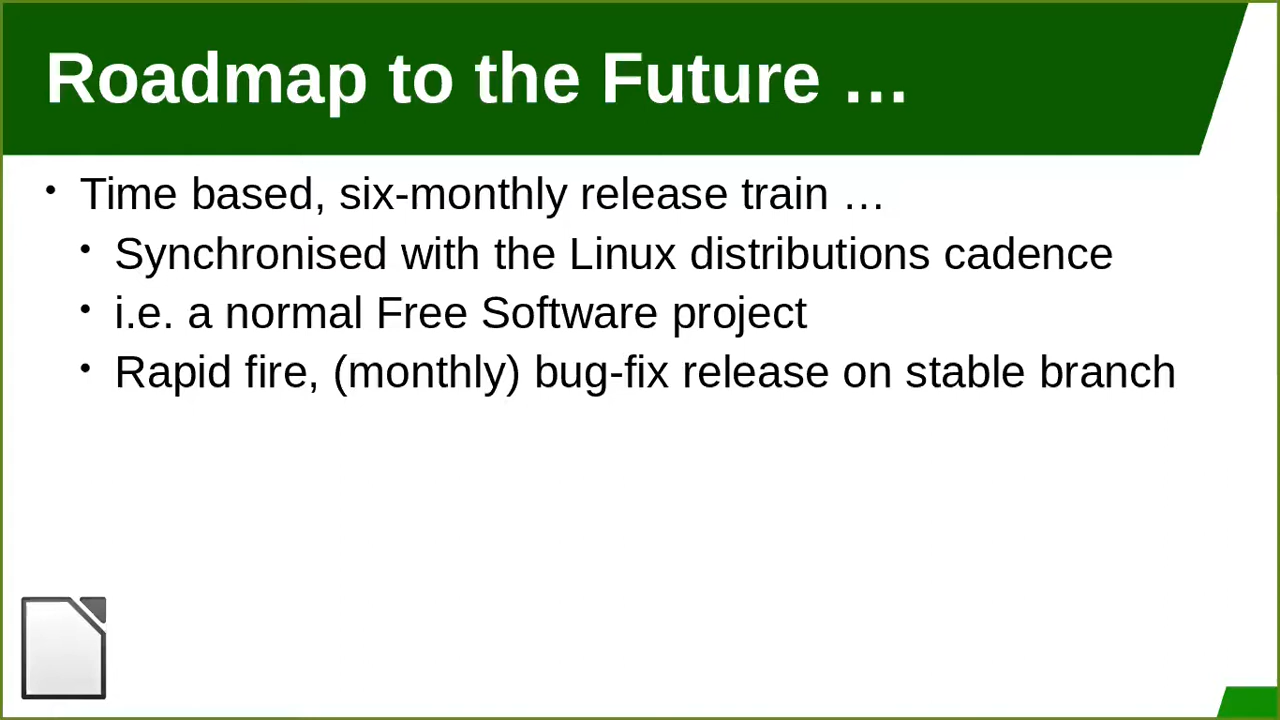 Roadmap to the Future …
• Time based, six-monthly release train …
• Synchronised with the Linux distributions cadence
• i.e. a normal Free Software project
• Rapid fire, (monthly) bug-fix release on stable branch